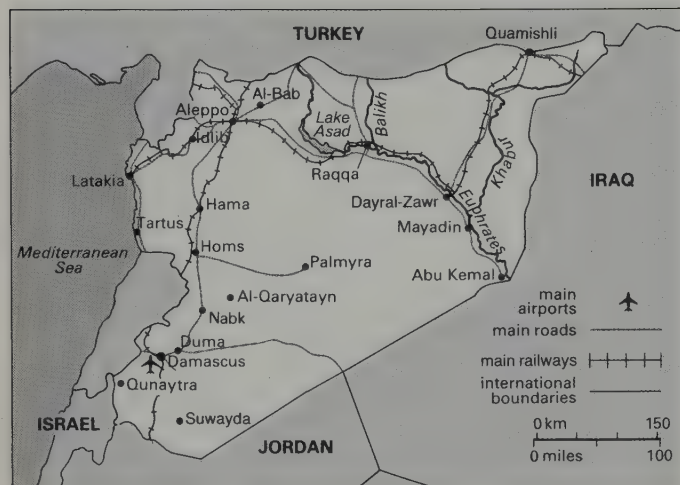 TURKEY
Quamishli
Al-Bab
Aleppo
Lake
Asad
Balikh
Idlib
Khabur
IRAQ
Latakia
Raqqa
Dayral-Zawr
Euphrates
Hama
Tartus
Mayadin
Mediterranean
Sea
Homs
Palmyra
Abu Kemal
Al-Qaryatayn
Nabk
main
airports
main roads
Duma
Damascus
main railways
Qunaytra
international
boundaries
ISRAEL
Suwayda
0 km 150
JORDAN
0 miles 100